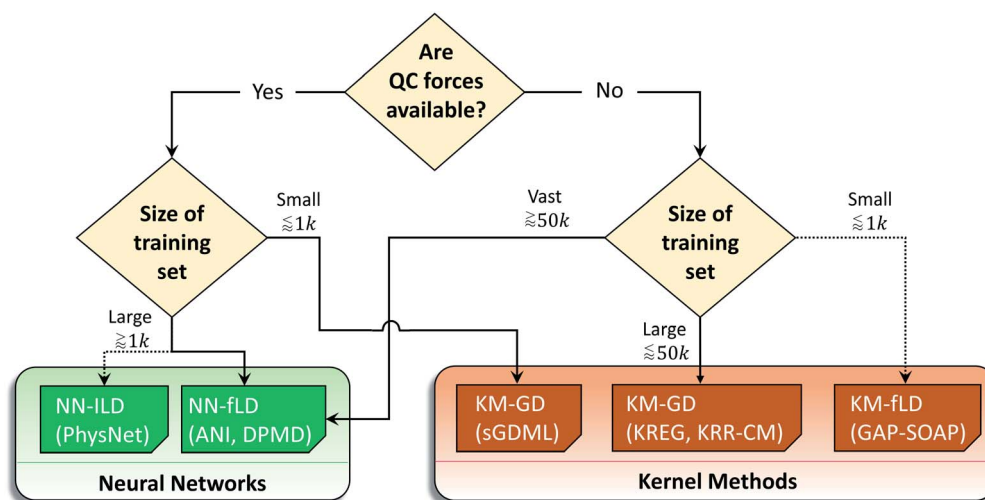 Are
QC forces
available?
Yes
No
Size of
training
set
Small
≲1k
Vast
≳50k
Size of
training
set
Small
≲1k
Large
≳1k
Large
≲50k
NN-lLD
(PhysNet)
NN-fLD
(ANI, DPMD)
KM-GD
(sGDML)
KM-GD
(KREG, KRR-CM)
KM-fLD
(GAP-SOAP)
Neural Networks
Kernel Methods